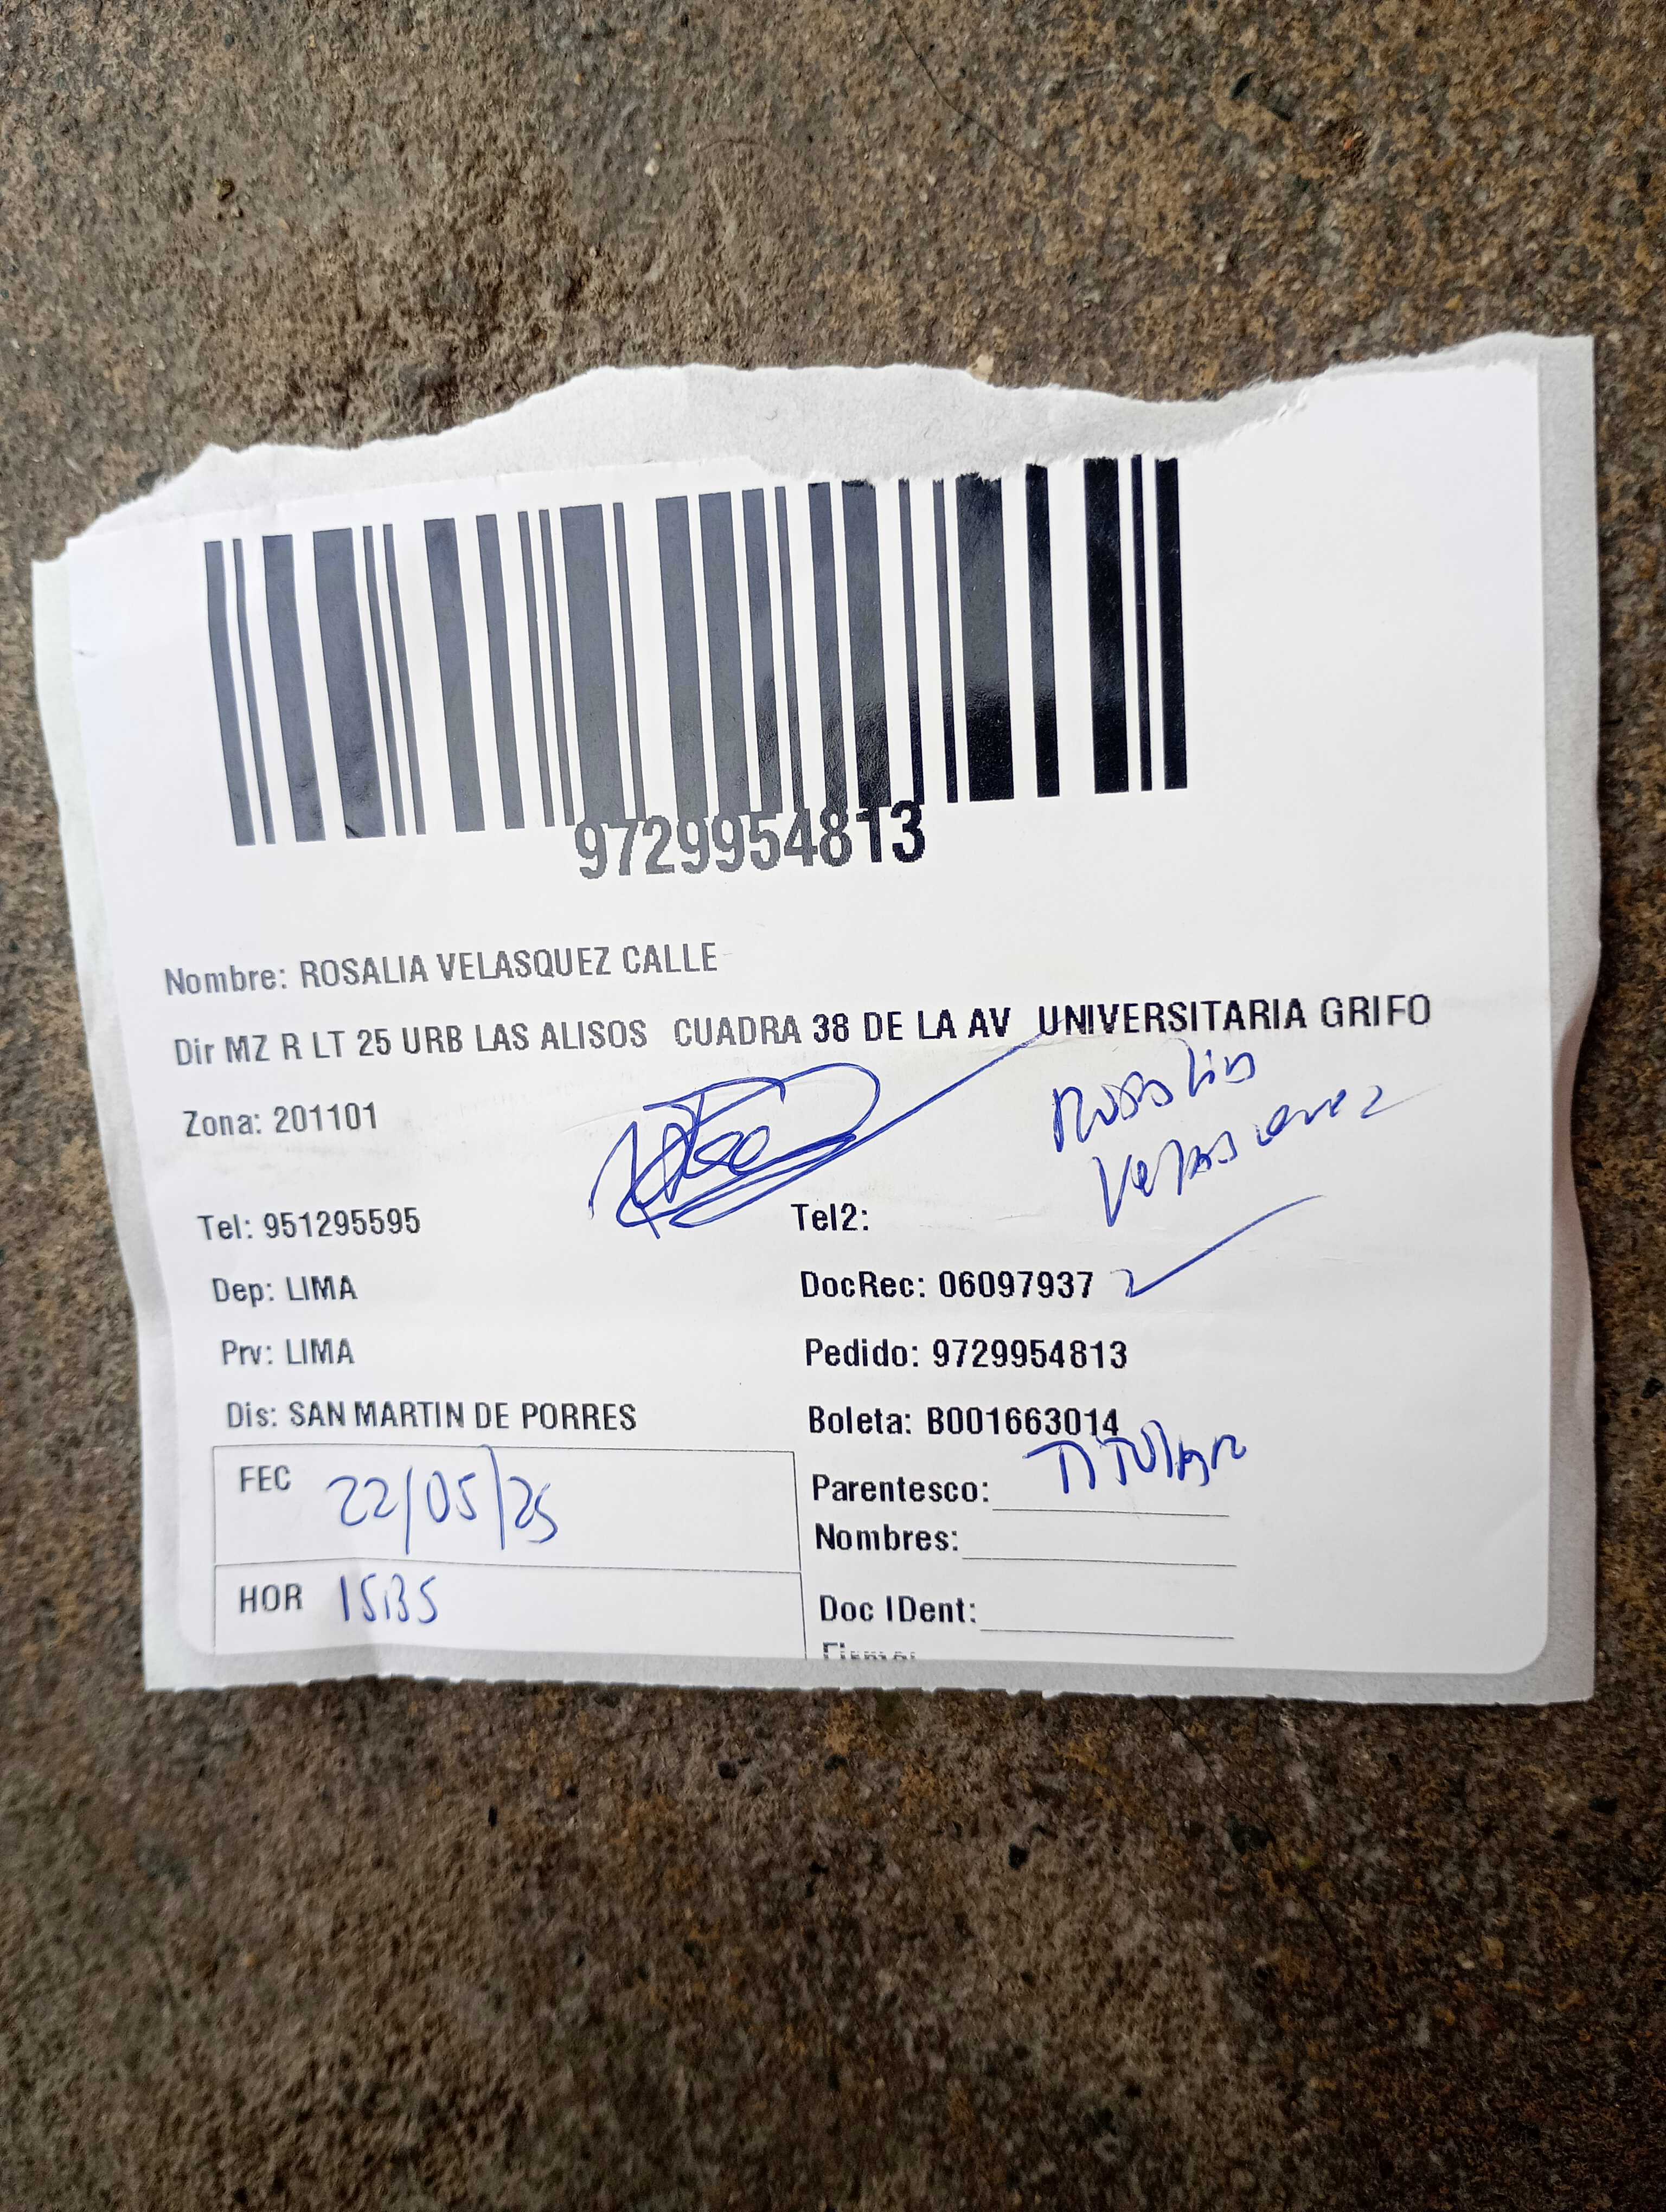 9729954813
Nombre: ROSALIA VELASQUEZ CALLE
Dir MZ R LT 25 URB LAS ALISOS CUADRA 38 DE LA AV UNIVERSITARIA GRIFO
Rosalia
Velasquez
Zona: 201101
Tel: 951295595 Tel2:
Dep: LIMA DocRec: 06097937
Prv: LIMA Pedido: 9729954813
Dis: SAN MARTIN DE PORRES Boleta: B001663014
FEC 22/05/25 Parentesco: TITULAR
Nombres:
HOR 15:35 Doc IDent: